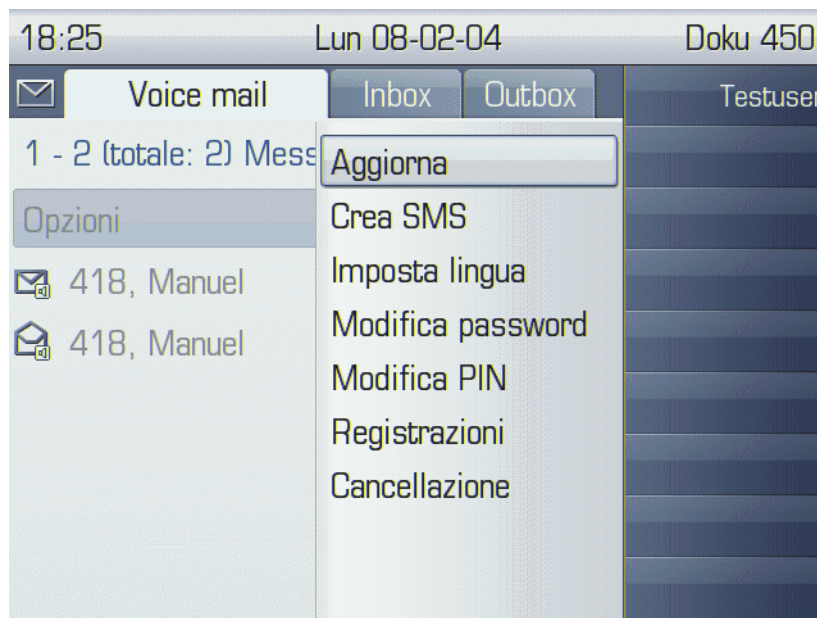 18:25 Lun 08-02-04 Doku 450
Voice mail Inbox Outbox
Testuser
1 - 2 (totale: 2) Mess
Opzioni
418, Manuel
418, Manuel
Aggiorna
Crea SMS
Imposta lingua
Modifica password
Modifica PIN
Registrazioni
Cancellazione